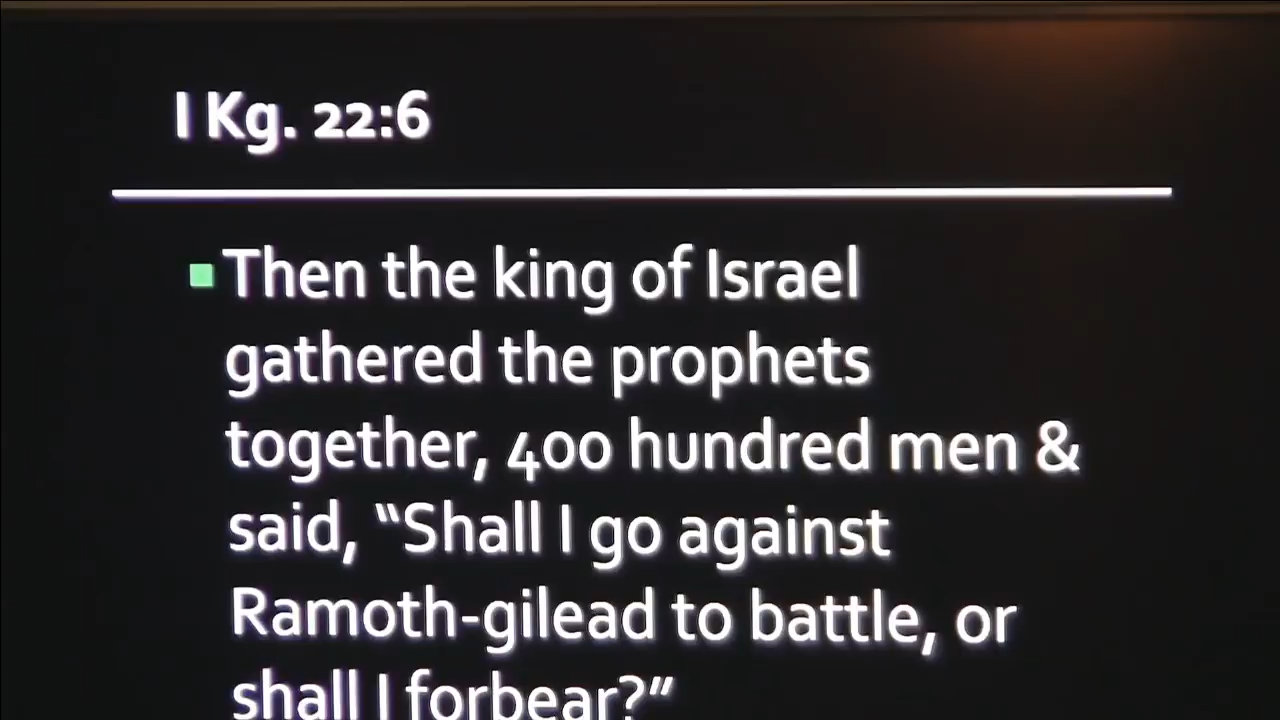 I Kg. 22:6
Then the king of Israel
gathered the prophets
together, 400 hundred men &
said, “Shall I go against
Ramoth-gilead to battle, or
shall I forbear?”